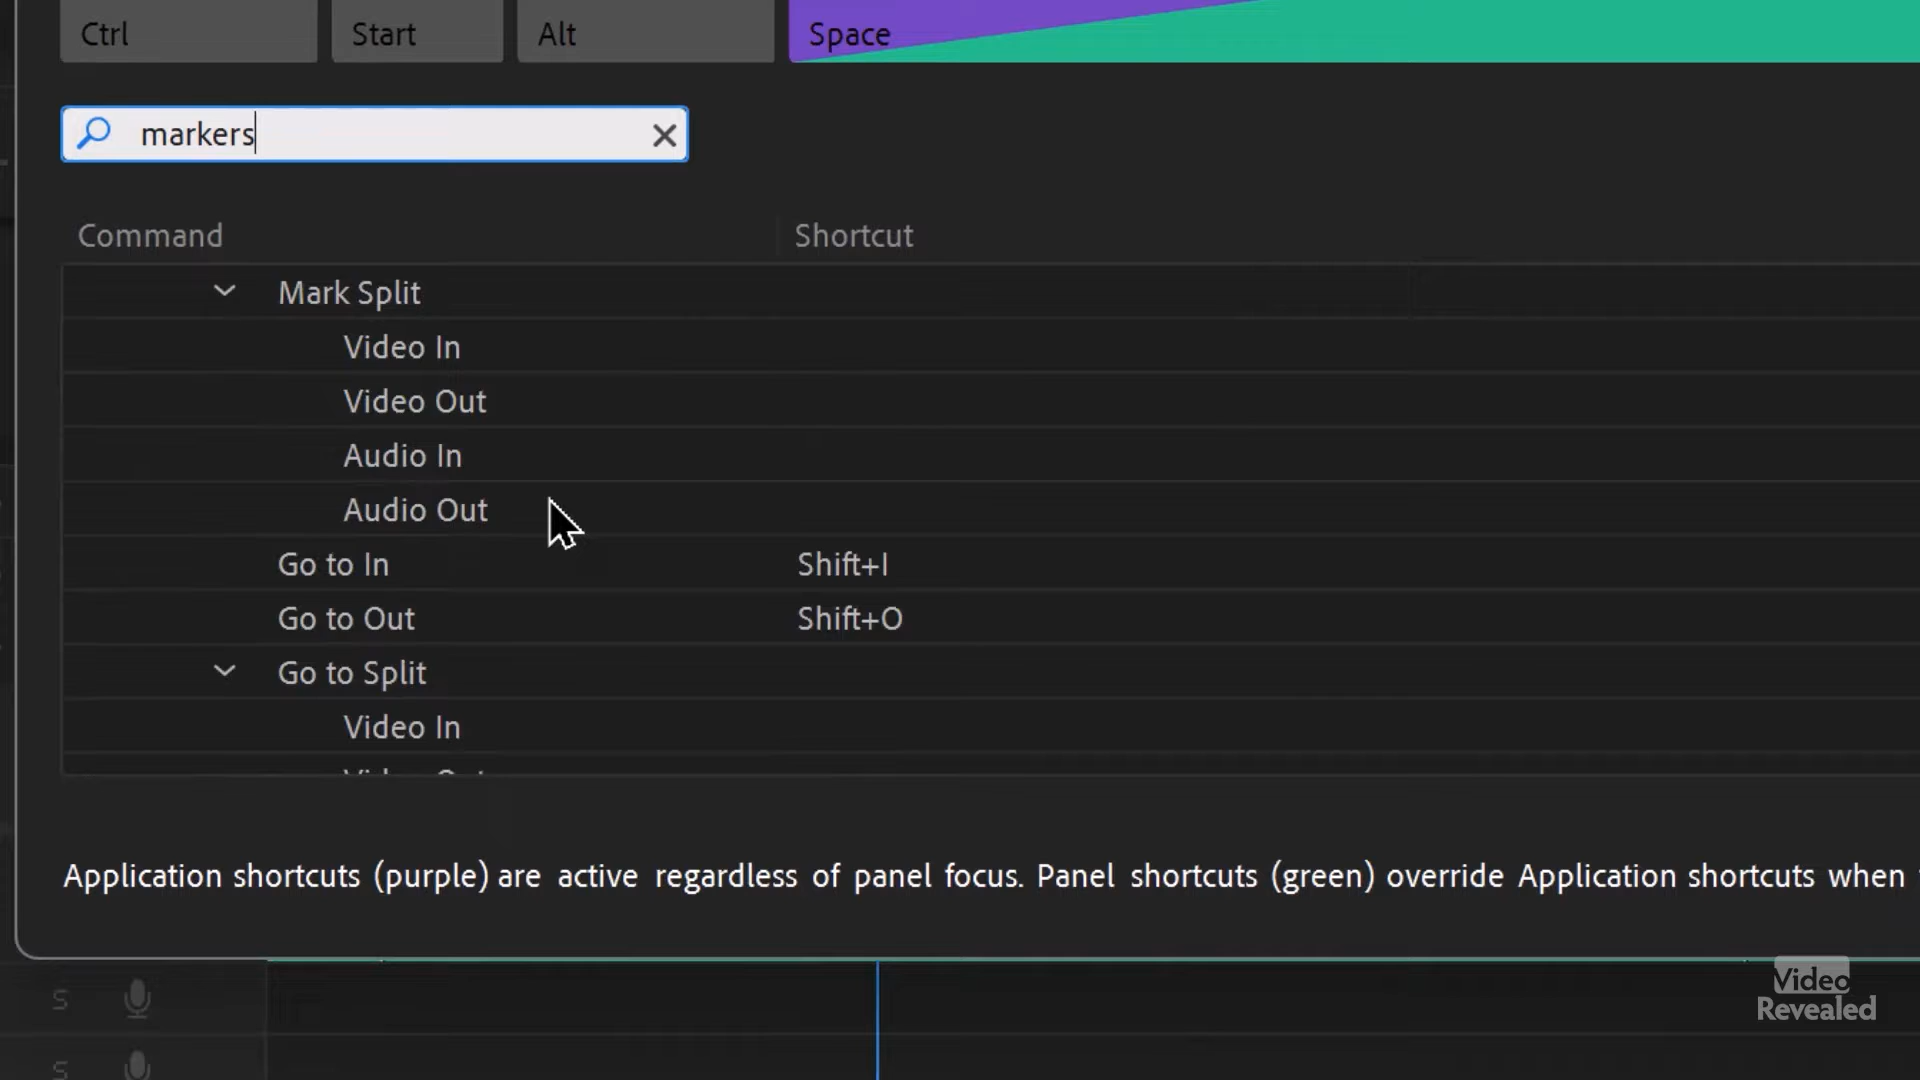 Ctrl Start Alt Space
markers
Command Shortcut
Mark Split
Video In
Video Out
Audio In
Audio Out
Go to In Shift+I
Go to Out Shift+O
Go to Split
Video In
Application shortcuts (purple) are active regardless of panel focus. Panel shortcuts (green) override Application shortcuts when
S
S
Video
Revealed